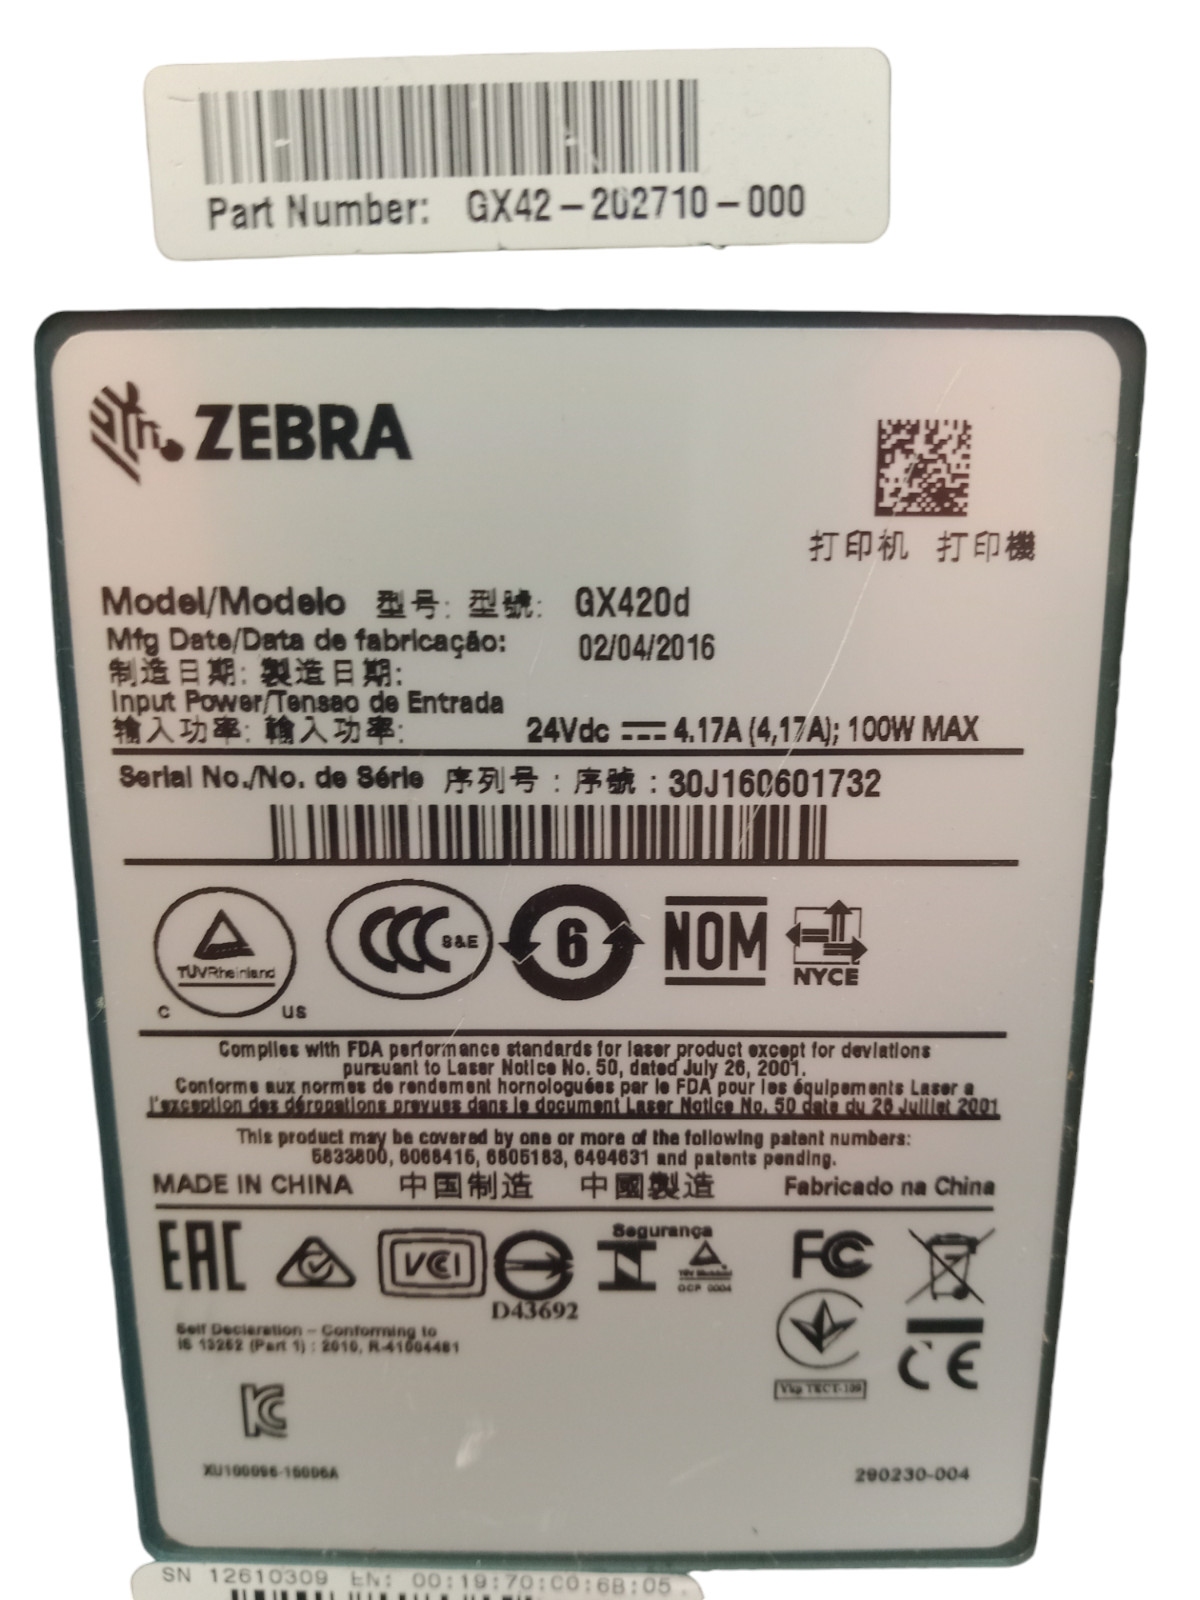 Part Number: GX42-202710-000
ZEBRA
打印机 打印機
Model/Modelo 型号: 型號: GX420d
Mfg Date/Data de fabricação: 02/04/2016
制造日期: 製造日期:
Input Power/Tensao de Entrada
输入功率: 輸入功率: 24Vdc 4.17A (4,17A); 100W MAX
Serial No./No. de Série 序列号: 序號: 30J160601732
TÜVRheinland
C US
CCC S&E
6
NOM
NYCE
Complies with FDA performance standards for laser product except for deviations
pursuant to Laser Notice No. 50, dated July 26, 2001.
Conforme aux normes de rendement homologuées par le FDA pour les équipements Laser a
l'exception des dérogations prevues dans le document Laser Notice No. 50 date du 26 Juillet 2001
This product may be covered by one or more of the following patent numbers:
5833800, 6068415, 6805183, 6494631 and patents pending.
MADE IN CHINA 中国制造 中國製造 Fabricado na China
EAC
VCI
D43692
Segurança
OCP 0004
FC
Self Declaration - Conforming to
IS 13252 (Part 1) : 2010, R-41004461
CE
KC
XU100096-15006A
290230-004
SN 12610309 EN: 00:19:70:C0:6B:05